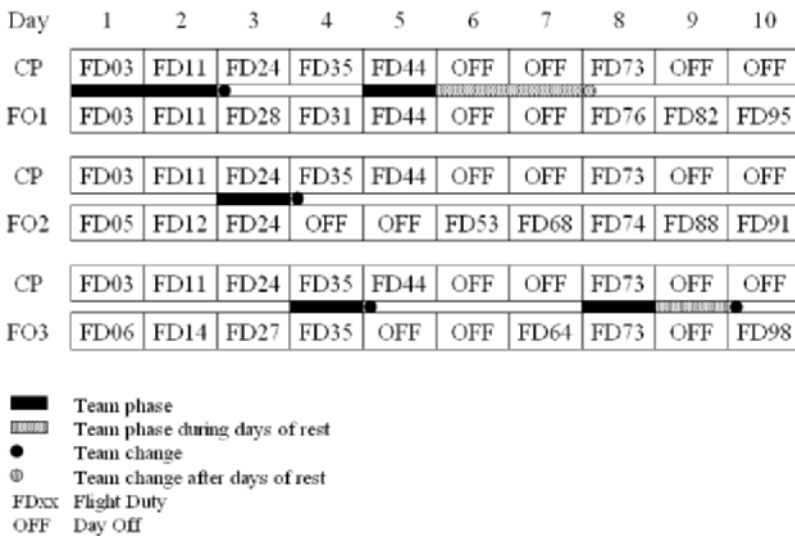 Day 1 2 3 4 5 6 7 8 9 10
CP FD03 FD11 FD24 FD35 FD44 OFF OFF FD73 OFF OFF
FO1 FD03 FD11 FD28 FD31 FD44 OFF OFF FD76 FD82 FD95
CP FD03 FD11 FD24 FD35 FD44 OFF OFF FD73 OFF OFF
FO2 FD05 FD12 FD24 OFF OFF FD53 FD68 FD74 FD88 FD91
CP FD03 FD11 FD24 FD35 FD44 OFF OFF FD73 OFF OFF
FO3 FD06 FD14 FD27 FD35 OFF OFF FD64 FD73 OFF FD98
Team phase
Team phase during days of rest
Team change
Team change after days of rest
FDxx Flight Duty
OFF Day Off